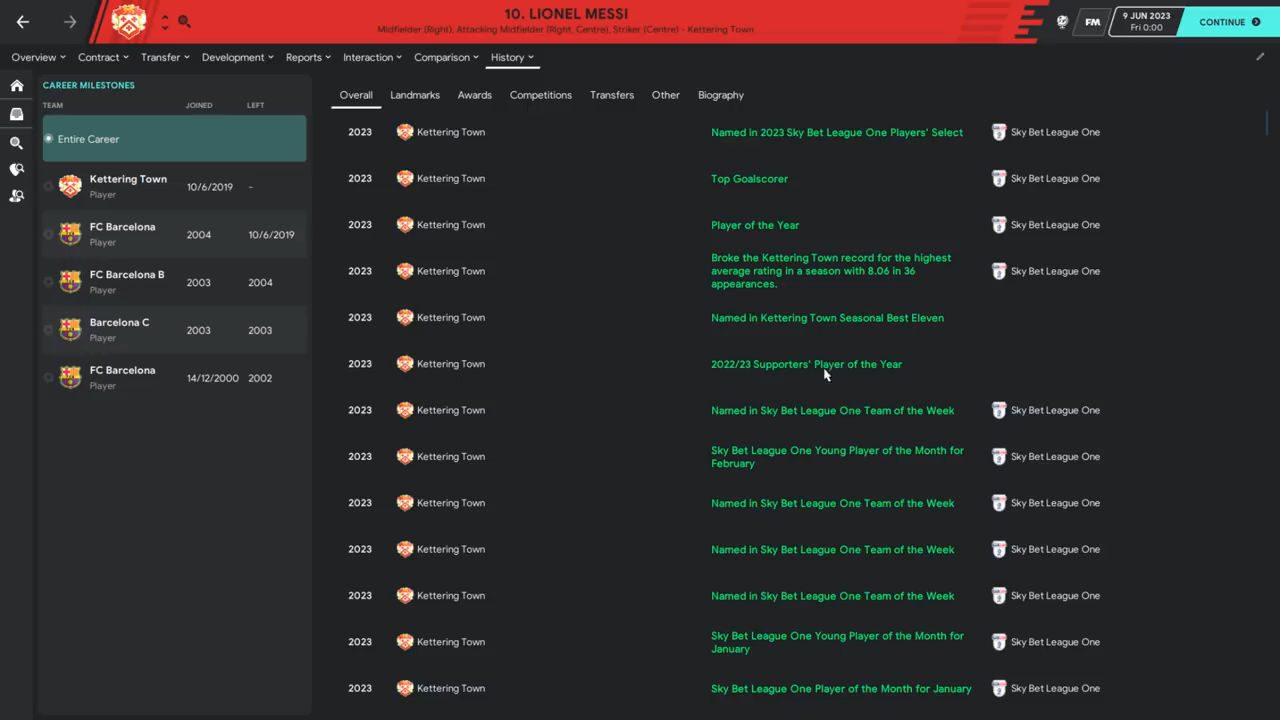 10. LIONEL MESSI
Midfielder (Right), Attacking Midfielder (Right, Centre), Striker (Centre) - Kettering Town
FM
9 JUN 2023
Fri 0:00
CONTINUE
Overview
Contract
Transfer
Development
Reports
Interaction
Comparison
History
CAREER MILESTONES
TEAM JOINED LEFT
Entire Career
Kettering Town
Player
10/6/2019 -
FC Barcelona
Player
2004 10/6/2019
FC Barcelona B
Player
2003 2004
Barcelona C
Player
2003 2003
FC Barcelona
Player
14/12/2000 2002
Overall Landmarks Awards Competitions Transfers Other Biography
2023 Kettering Town Named in 2023 Sky Bet League One Players' Select Sky Bet League One
2023 Kettering Town Top Goalscorer Sky Bet League One
2023 Kettering Town Player of the Year Sky Bet League One
2023 Kettering Town Broke the Kettering Town record for the highest
average rating in a season with 8.06 in 36
appearances.
Sky Bet League One
2023 Kettering Town Named in Kettering Town Seasonal Best Eleven
2023 Kettering Town 2022/23 Supporters' Player of the Year
2023 Kettering Town Named in Sky Bet League One Team of the Week Sky Bet League One
2023 Kettering Town Sky Bet League One Young Player of the Month for
February
Sky Bet League One
2023 Kettering Town Named in Sky Bet League One Team of the Week Sky Bet League One
2023 Kettering Town Named in Sky Bet League One Team of the Week Sky Bet League One
2023 Kettering Town Named in Sky Bet League One Team of the Week Sky Bet League One
2023 Kettering Town Sky Bet League One Young Player of the Month for
January
Sky Bet League One
2023 Kettering Town Sky Bet League One Player of the Month for January Sky Bet League One